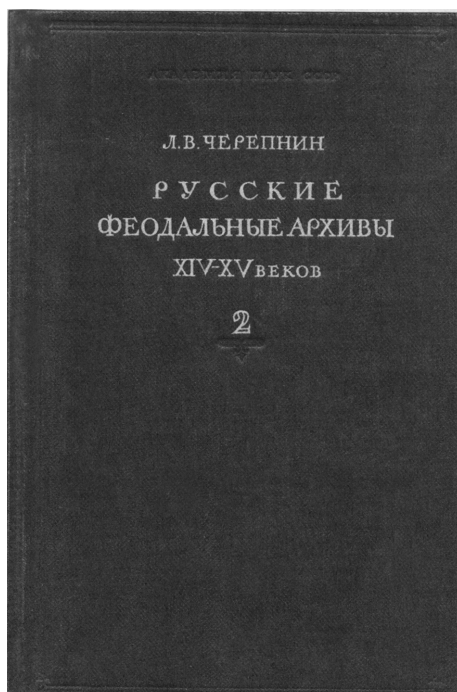 АКАДЕМИЯ НАУК СССР
Л.В.ЧЕРЕПНИН
РУССКИЕ
ФЕОДАЛЬНЫЕ АРХИВЫ
XIV-XV ВЕКОВ
2